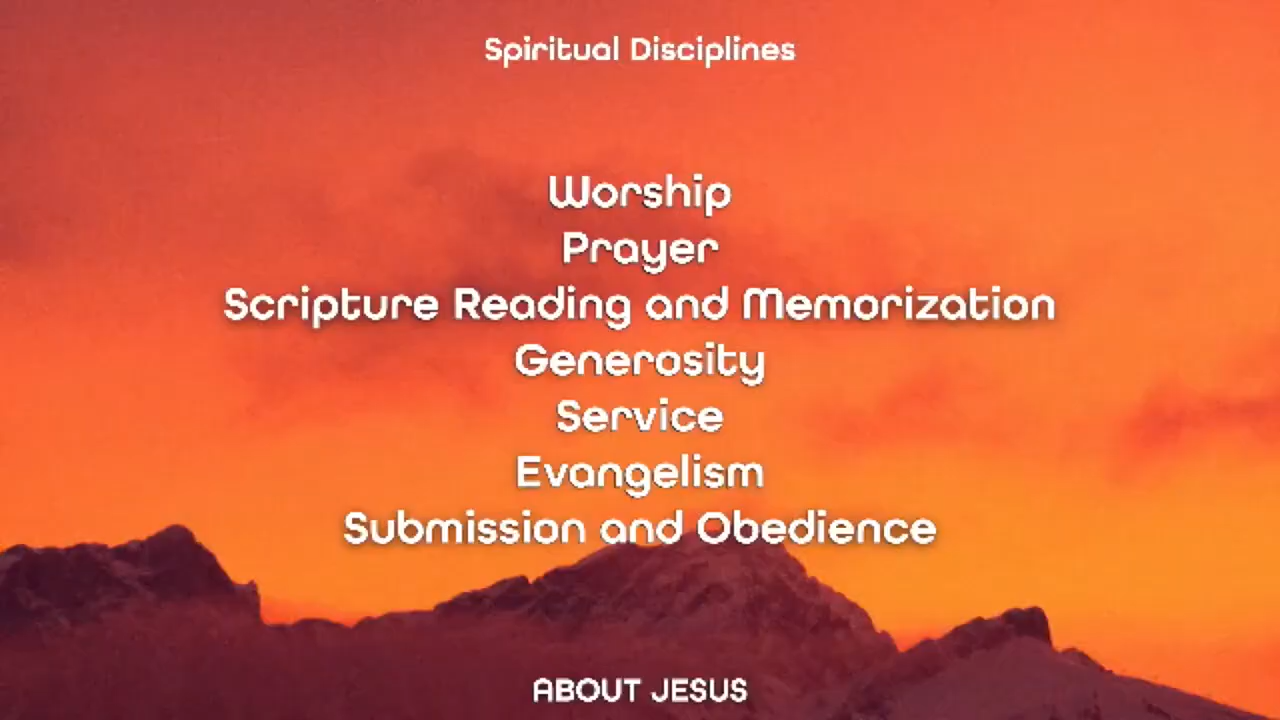 Spiritual Disciplines
Worship
Prayer
Scripture Reading and Memorization
Generosity
Service
Evangelism
Submission and Obedience
ABOUT JESUS